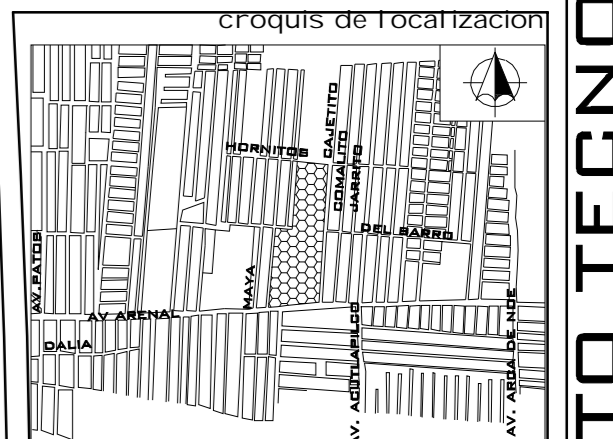 croquis de localizacion
CAJETITO
HORNITOS
COMALITO
JARRITO
DEL BARRO
AV. PATOS
MAYA
AV ARENAL
DALIA
AV. ACUTLAPILCO
AV. ARCA DE NOE
TO TECNO